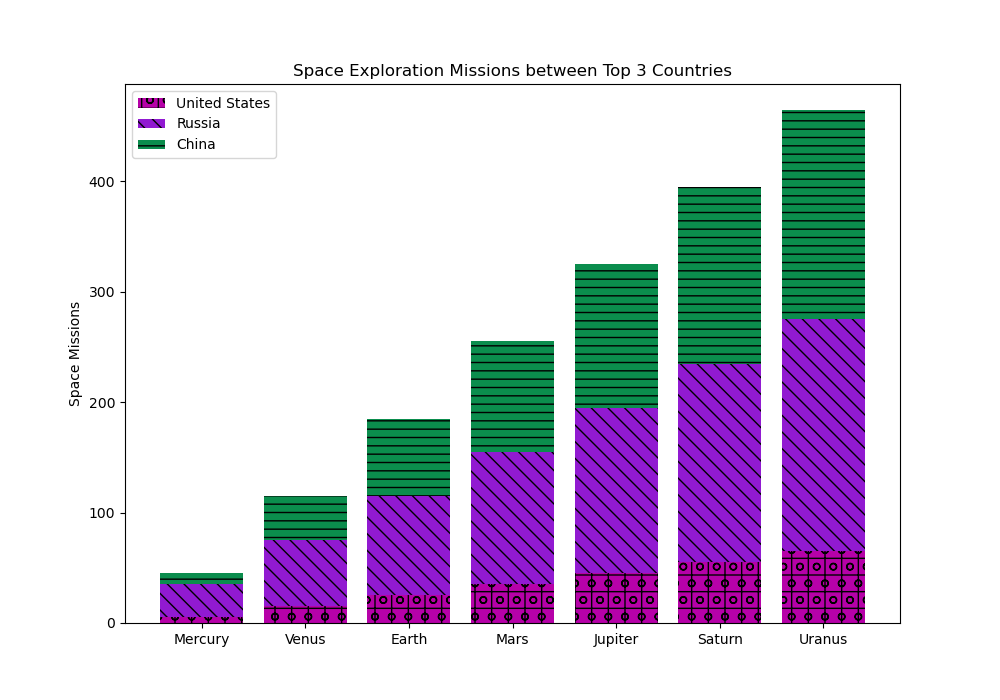 Space Exploration Missions between Top 3 Countries
United States
Russia
China
Space Missions
400
300
200
100
0
Mercury Venus Earth Mars Jupiter Saturn Uranus